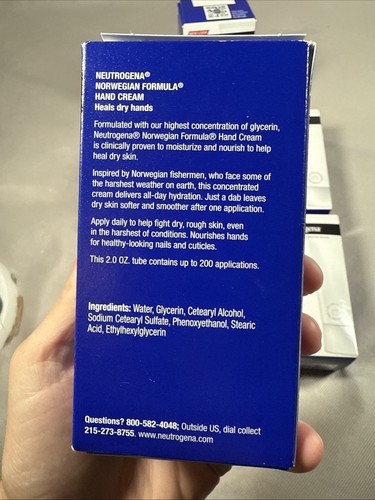 NEUTROGENA®
NORWEGIAN FORMULA®
HAND CREAM
Heals dry hands
Formulated with our highest concentration of glycerin,
Neutrogena® Norwegian Formula® Hand Cream
is clinically proven to moisturize and nourish to help
heal dry skin.
Inspired by Norwegian fishermen, who face some of
the harshest weather on earth, this concentrated
cream delivers all-day hydration. Just a dab leaves
dry skin softer and smoother after one application.
Apply daily to help fight dry, rough skin, even
in the harshest of conditions. Nourishes hands
for healthy-looking nails and cuticles.
This 2.0 OZ. tube contains up to 200 applications.
Ingredients: Water, Glycerin, Cetearyl Alcohol,
Sodium Cetearyl Sulfate, Phenoxyethanol, Stearic
Acid, Ethylhexylglycerin
Questions? 800-582-4048; Outside US, dial collect
215-273-8755. www.neutrogena.com